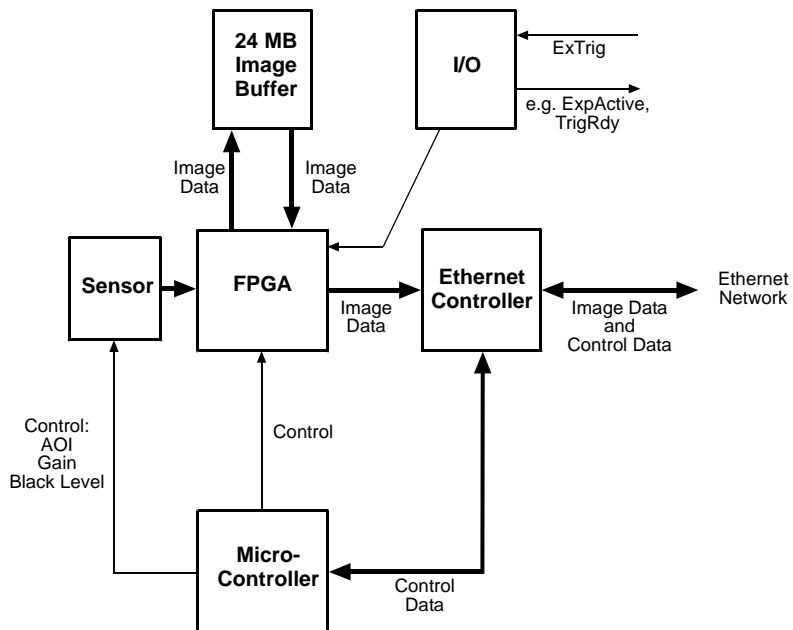 24 MB
Image
Buffer
I/O
ExTrig
e.g. ExpActive,
TrigRdy
Image
Data
Image
Data
Sensor
FPGA
Image
Data
Ethernet
Controller
Image Data
and
Control Data
Ethernet
Network
Control:
AOI
Gain
Black Level
Control
Micro-
Controller
Control
Data